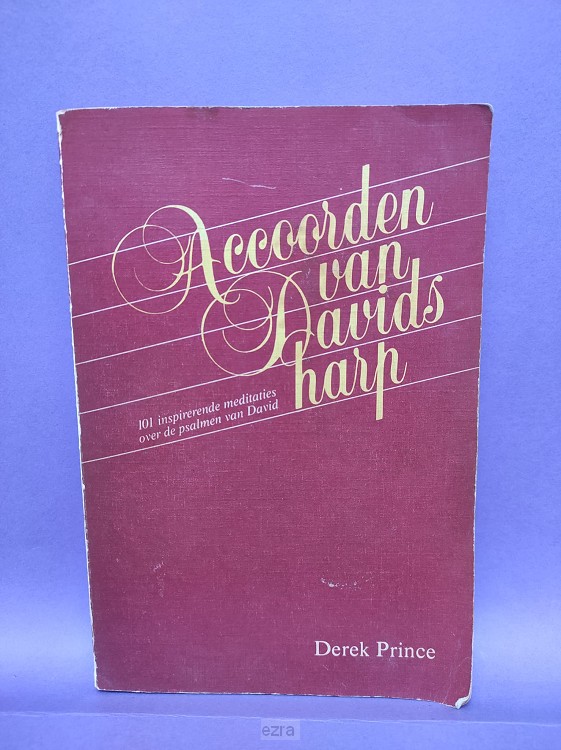 Accoorden
van
Davids
harp
101 inspirerende meditaties
over de psalmen van David
Derek Prince
ezra